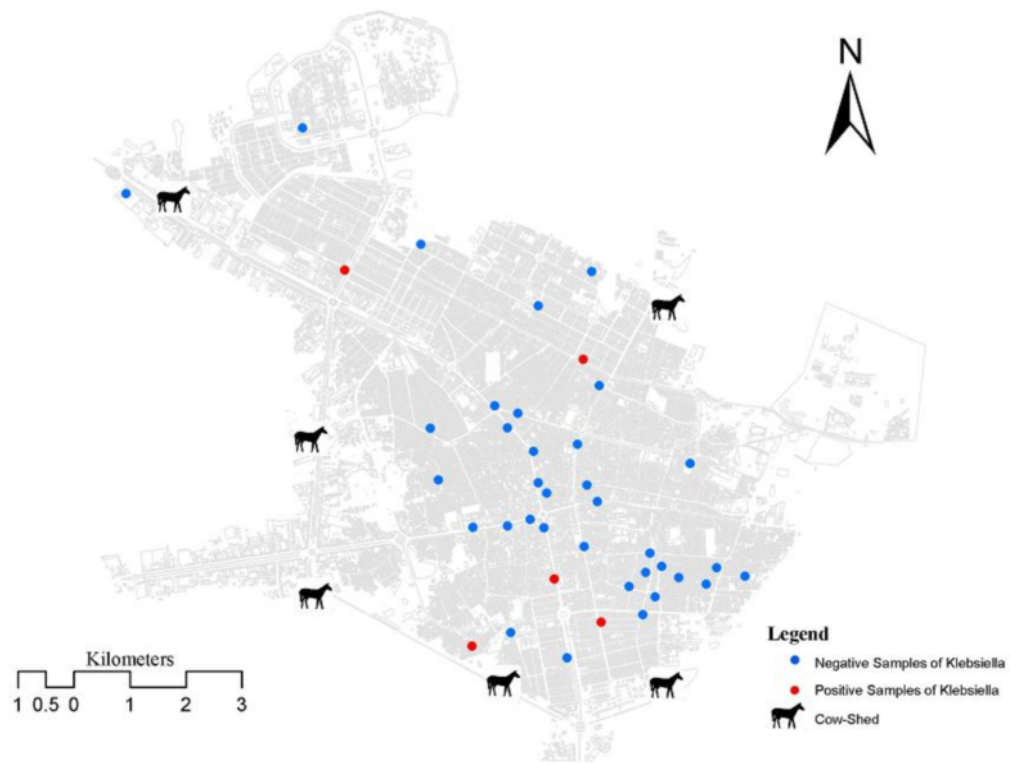 N
Kilometers
1 0.5 0 1 2 3
Legend
Negative Samples of Klebsiella
Positive Samples of Klebsiella
Cow-Shed